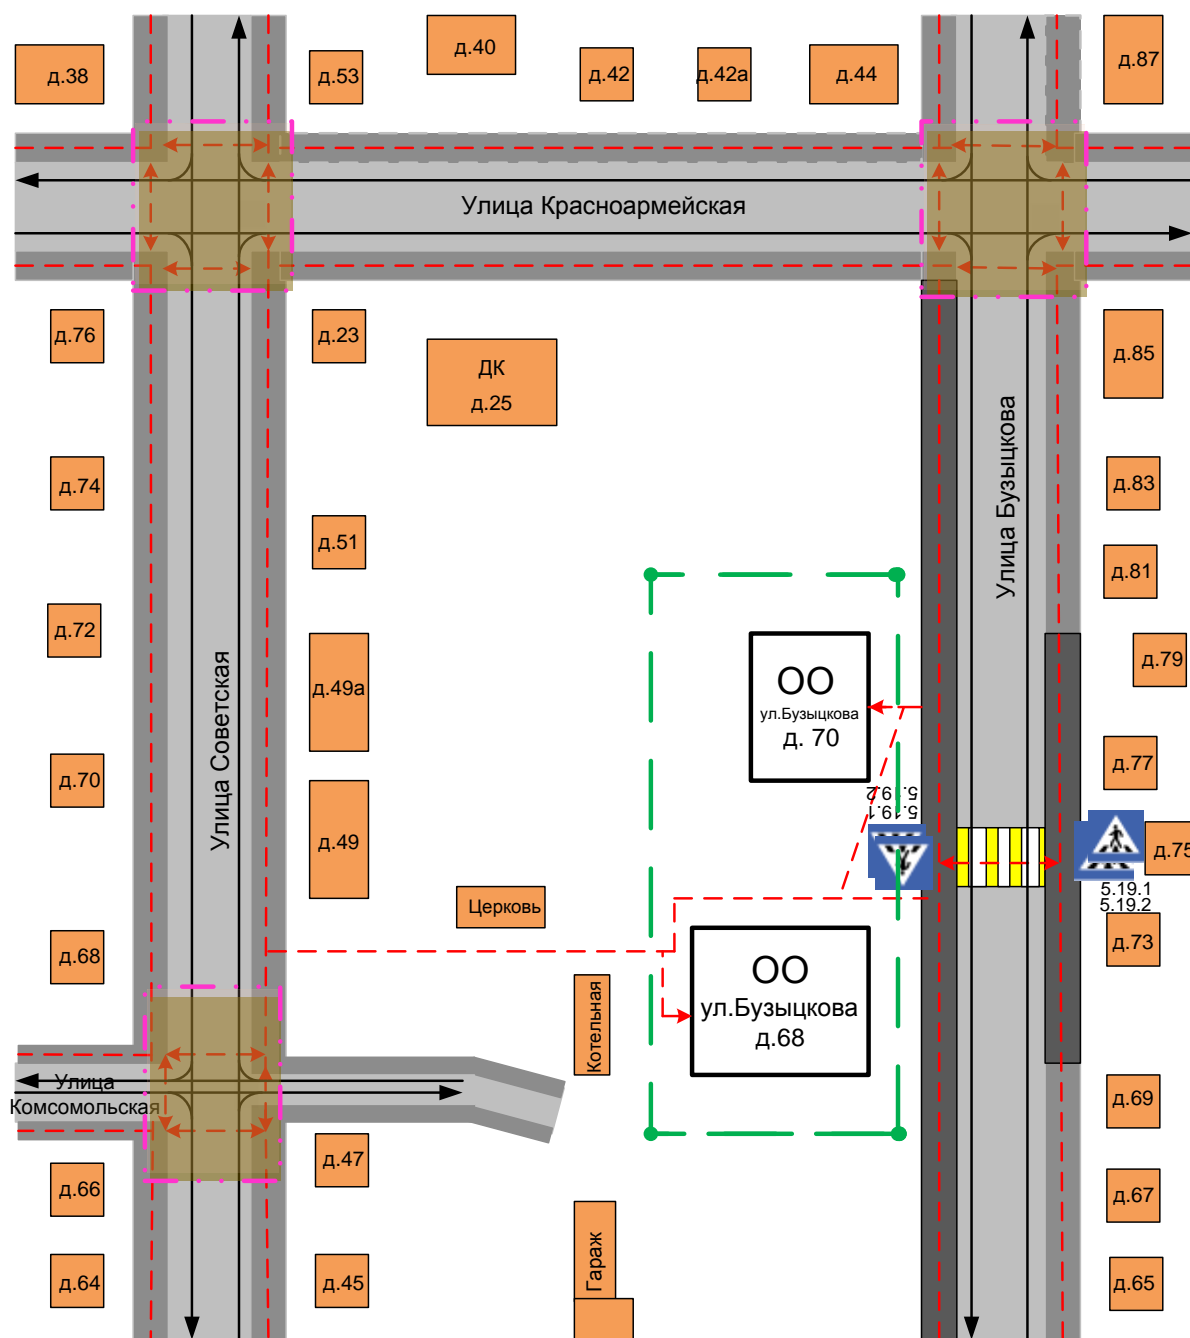 д.40
д.38
д.53
д.42
д.42а
д.44
д.87
Улица Красноармейская
д.76
д.23
ДК
д.25
д.85
Улица Бузыцкова
д.74
д.83
д.51
д.81
д.72
Улица Советская
д.49а
ОО
ул.Бузыцкова
д. 70
д.79
д.70
д.77
5.19.2
5.19.1
д.49
д.75
5.19.1
5.19.2
Церковь
д.68
д.73
ОО
ул.Бузыцкова
д.68
Котельная
Улица
Комсомольская
д.69
д.47
д.66
д.67
Гараж
д.64
д.45
д.65